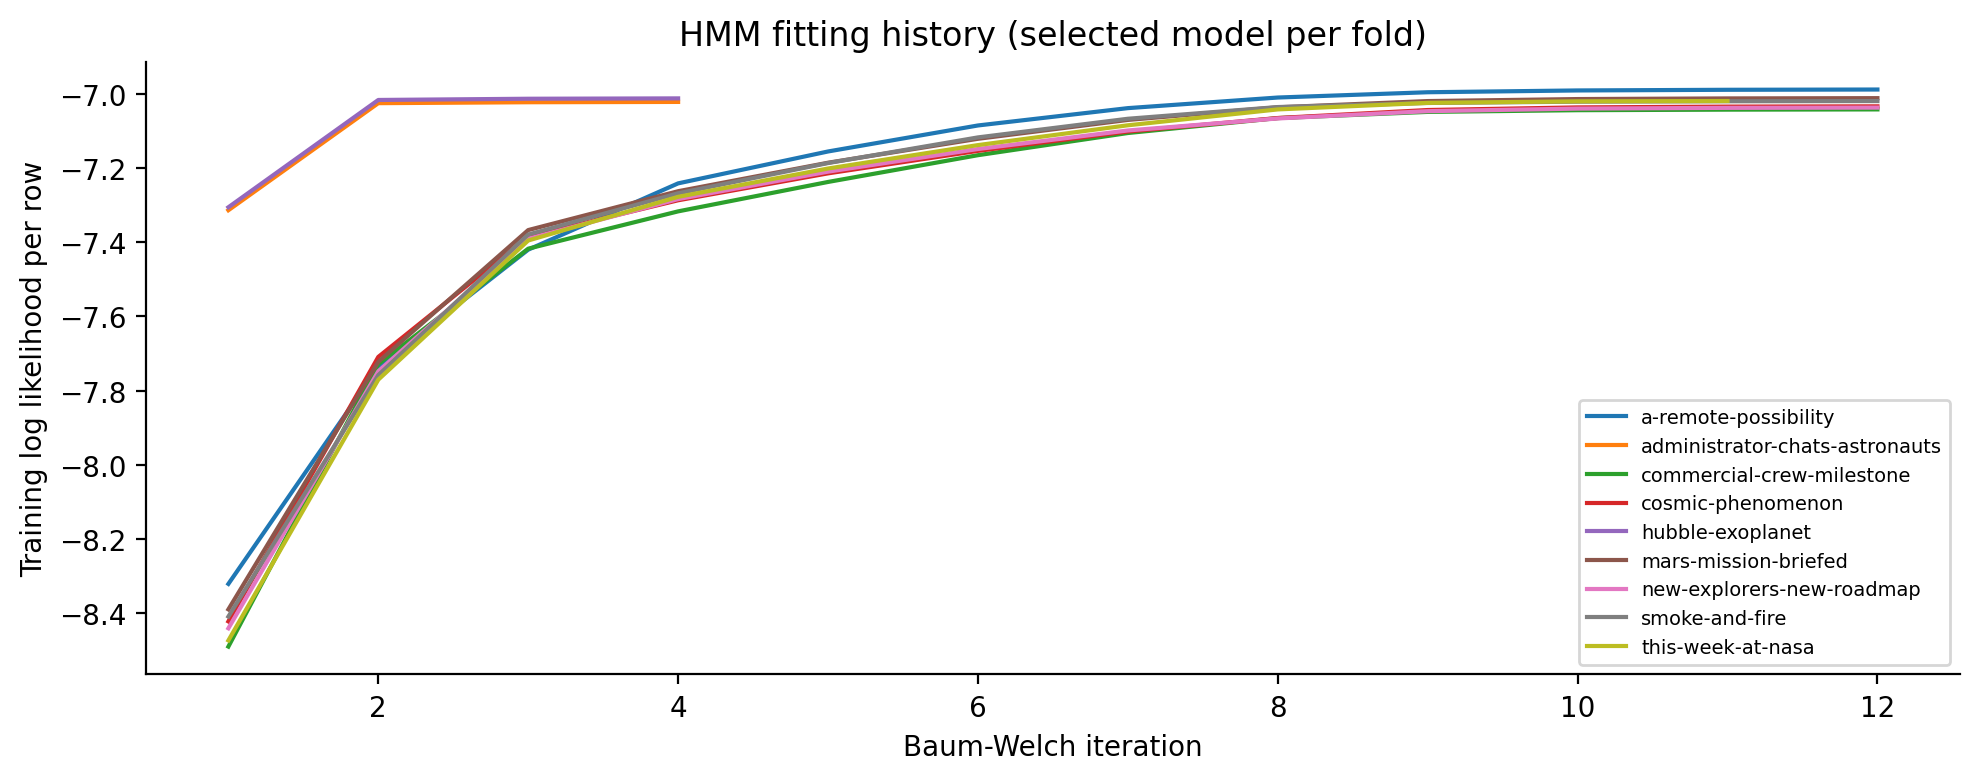 HMM fitting history (selected model per fold)
Training log likelihood per row
−7.0
−7.2
−7.4
−7.6
−7.8
−8.0
−8.2
−8.4
a-remote-possibility
administrator-chats-astronauts
commercial-crew-milestone
cosmic-phenomenon
hubble-exoplanet
mars-mission-briefed
new-explorers-new-roadmap
smoke-and-fire
this-week-at-nasa
2 4 6 8 10 12
Baum-Welch iteration